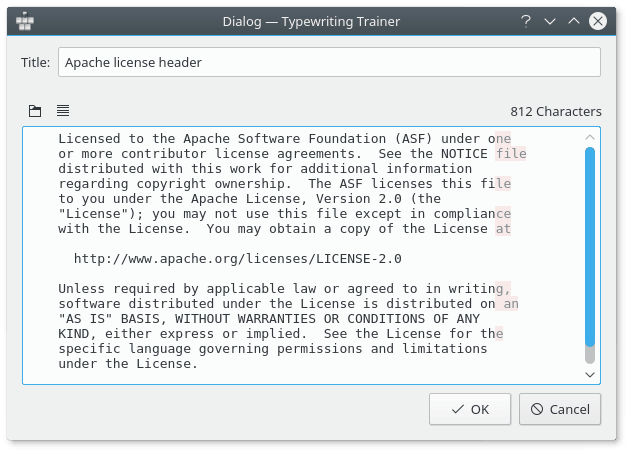 Dialog — Typewriting Trainer
Title: Apache license header
812 Characters
Licensed to the Apache Software Foundation (ASF) under one
or more contributor license agreements.  See the NOTICE file
distributed with this work for additional information
regarding copyright ownership.  The ASF licenses this file
to you under the Apache License, Version 2.0 (the
"License"); you may not use this file except in compliance
with the License.  You may obtain a copy of the License at
http://www.apache.org/licenses/LICENSE-2.0
Unless required by applicable law or agreed to in writing,
software distributed under the License is distributed on an
"AS IS" BASIS, WITHOUT WARRANTIES OR CONDITIONS OF ANY
KIND, either express or implied.  See the License for the
specific language governing permissions and limitations
under the License.
OK Cancel